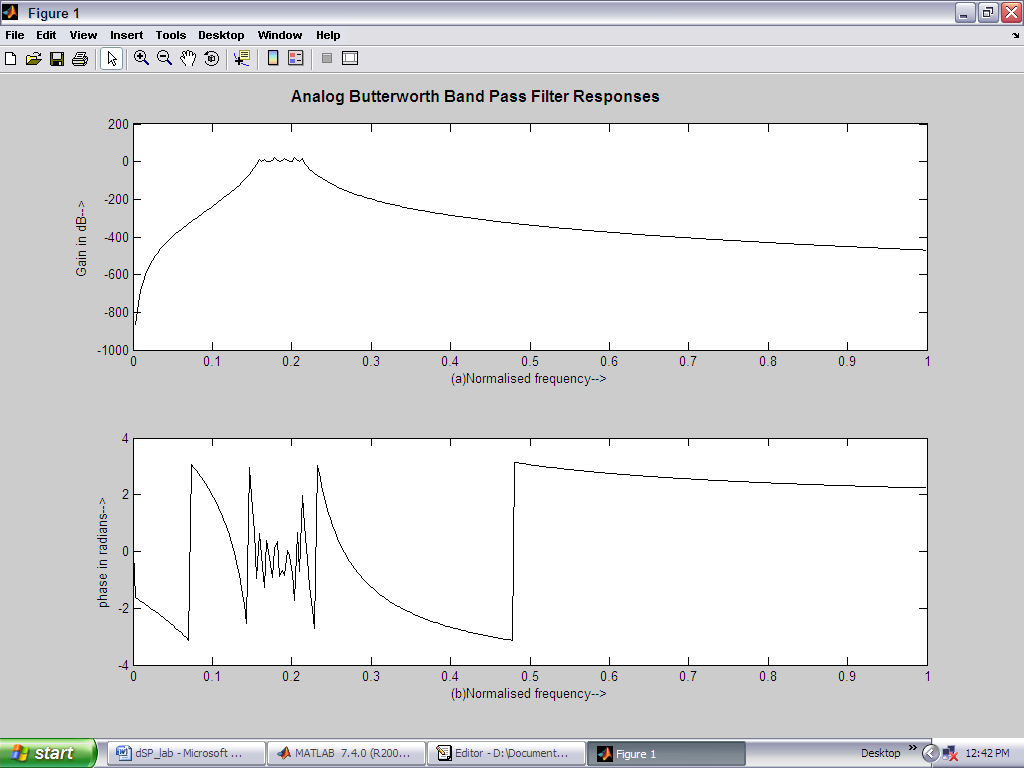 Figure 1
File Edit View Insert Tools Desktop Window Help
Analog Butterworth Band Pass Filter Responses
200
0
-200
-400
-600
-800
-1000
Gain in dB-->
0 0.1 0.2 0.3 0.4 0.5 0.6 0.7 0.8 0.9 1
(a)Normalised frequency-->
4
2
0
-2
-4
phase in radians-->
0 0.1 0.2 0.3 0.4 0.5 0.6 0.7 0.8 0.9 1
(b)Normalised frequency-->
start dSP_lab - Microsoft ... MATLAB 7.4.0 (R200... Editor - D:\Document... Figure 1 Desktop 12:42 PM